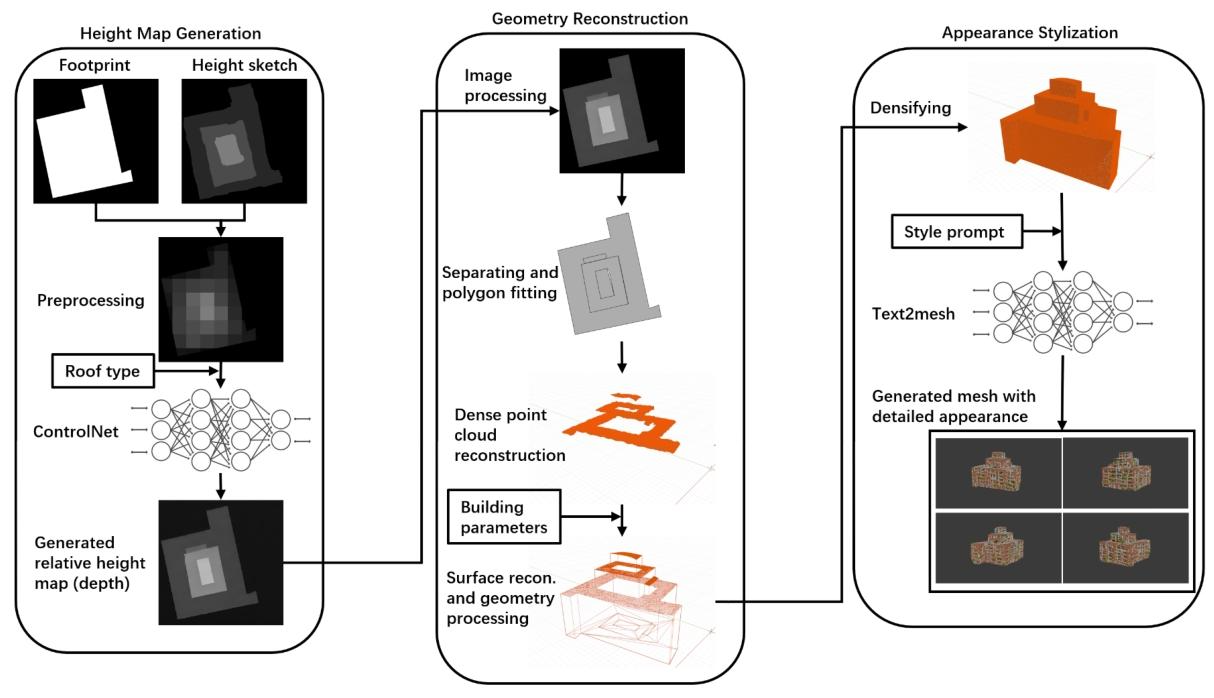 Height Map Generation
Footprint
Height sketch
Preprocessing
Roof type
ControlNet
Generated
relative height
map (depth)
Geometry Reconstruction
Image
processing
Separating and
polygon fitting
Dense point
cloud
reconstruction
Building
parameters
Surface recon.
and geometry
processing
Appearance Stylization
Densifying
Style prompt
Text2mesh
Generated mesh with
detailed appearance